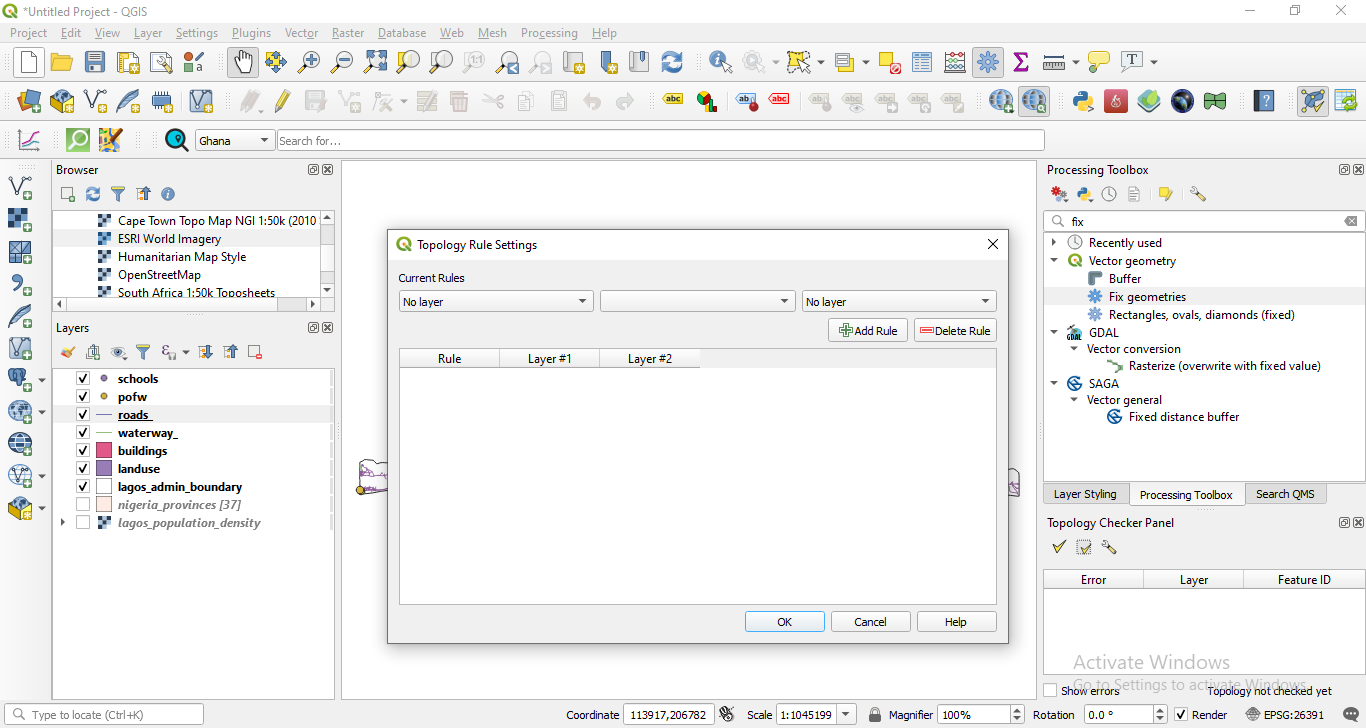 *Untitled Project - QGIS
Project Edit View Layer Settings Plugins Vector Raster Database Web Mesh Processing Help
Ghana
Search for...
Browser
Cape Town Topo Map NGI 1:50k (2010
ESRI World Imagery
Humanitarian Map Style
OpenStreetMap
South Africa 1:50k Toposheets
Layers
schools
pofw
roads_
waterway_
buildings
landuse
lagos_admin_boundary
nigeria_provinces [37]
lagos_population_density
Topology Rule Settings
Current Rules
No layer
No layer
Add Rule
Delete Rule
Rule Layer #1 Layer #2
OK Cancel Help
Processing Toolbox
fix
Recently used
Vector geometry
Buffer
Fix geometries
Rectangles, ovals, diamonds (fixed)
GDAL
Vector conversion
Rasterize (overwrite with fixed value)
SAGA
Vector general
Fixed distance buffer
Layer Styling Processing Toolbox Search QMS
Topology Checker Panel
Error Layer Feature ID
Activate Windows
Go to Settings to activate Windows.
Show errors
Topology not checked yet
Type to locate (Ctrl+K)
Coordinate 113917,206782 Scale 1:1045199 Magnifier 100% Rotation 0.0 ° Render EPSG:26391